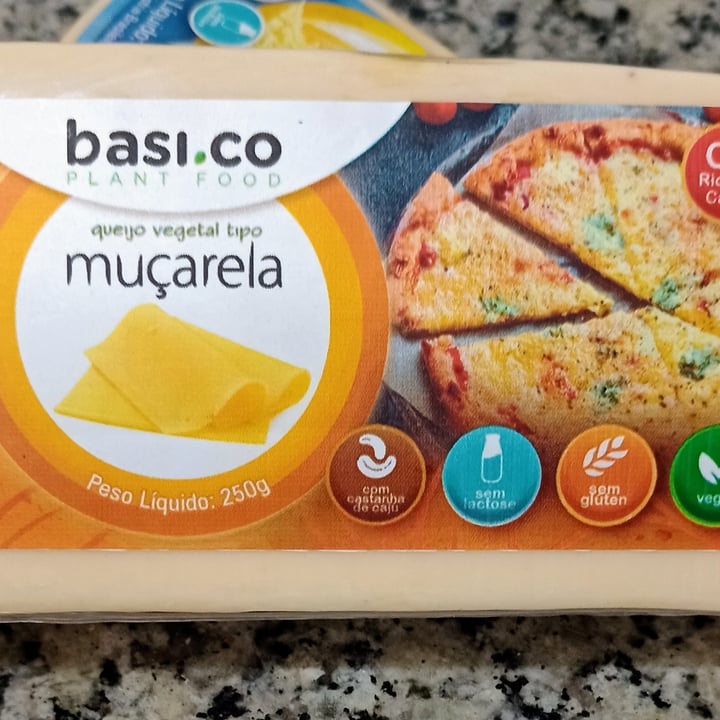 basi.co
PLANT FOOD
queijo vegetal tipo
muçarela
Peso Líquido: 250g
com
castanha
de caju
sem
lactose
sem
glúten
Líquido